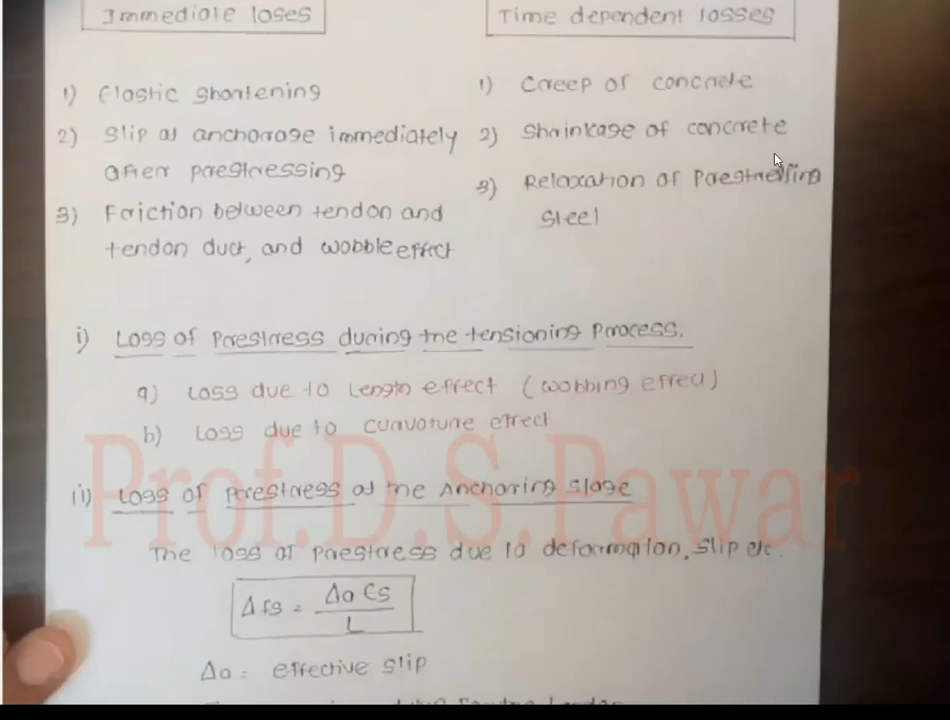 Immediate loses
Time dependent losses
1) Elastic shortening
2) Slip at anchorage immediately
after prestressing
3) Friction between tendon and
tendon duct, and wobble effect
1) Creep of concrete
2) Shrinkage of concrete
3) Relaxation of Prestressing
Steel
i) Loss of Prestress during the tensioning Process.
a) Loss due to Length effect (wobbing effect)
b) Loss due to curvature effect
ii) Loss of prestress at the Anchoring Stage
The loss of prestress due to deformation, slip etc.
Δfs = Δa Es / L
Δa = effective slip
Prof.D.S.Pawar